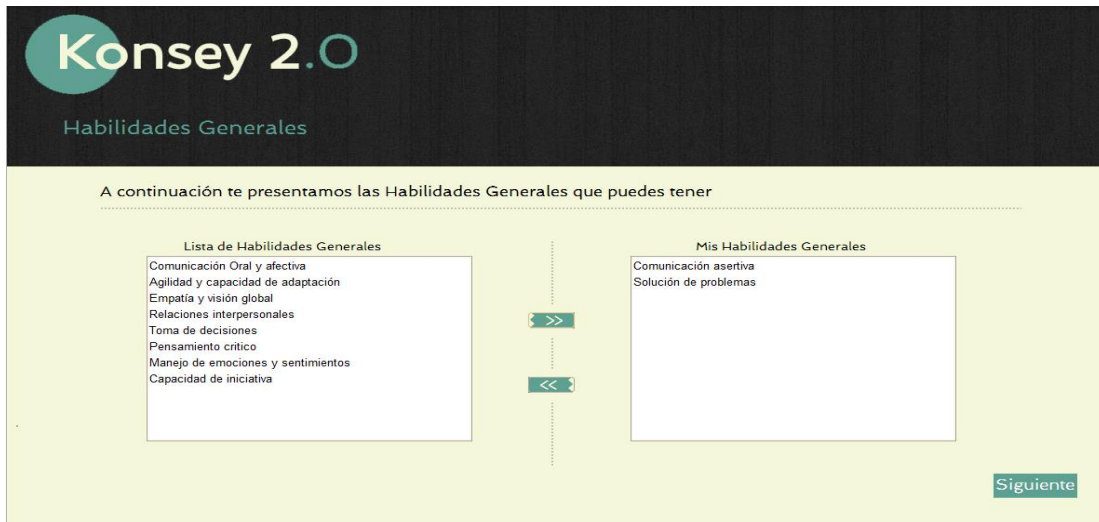 Konsey 2.0
Habilidades Generales
A continuación te presentamos las Habilidades Generales que puedes tener
Lista de Habilidades Generales
Comunicación Oral y afectiva
Agilidad y capacidad de adaptación
Empatía y visión global
Relaciones interpersonales
Toma de decisiones
Pensamiento critico
Manejo de emociones y sentimientos
Capacidad de iniciativa
>>
<<
Mis Habilidades Generales
Comunicación asertiva
Solución de problemas
Siguiente